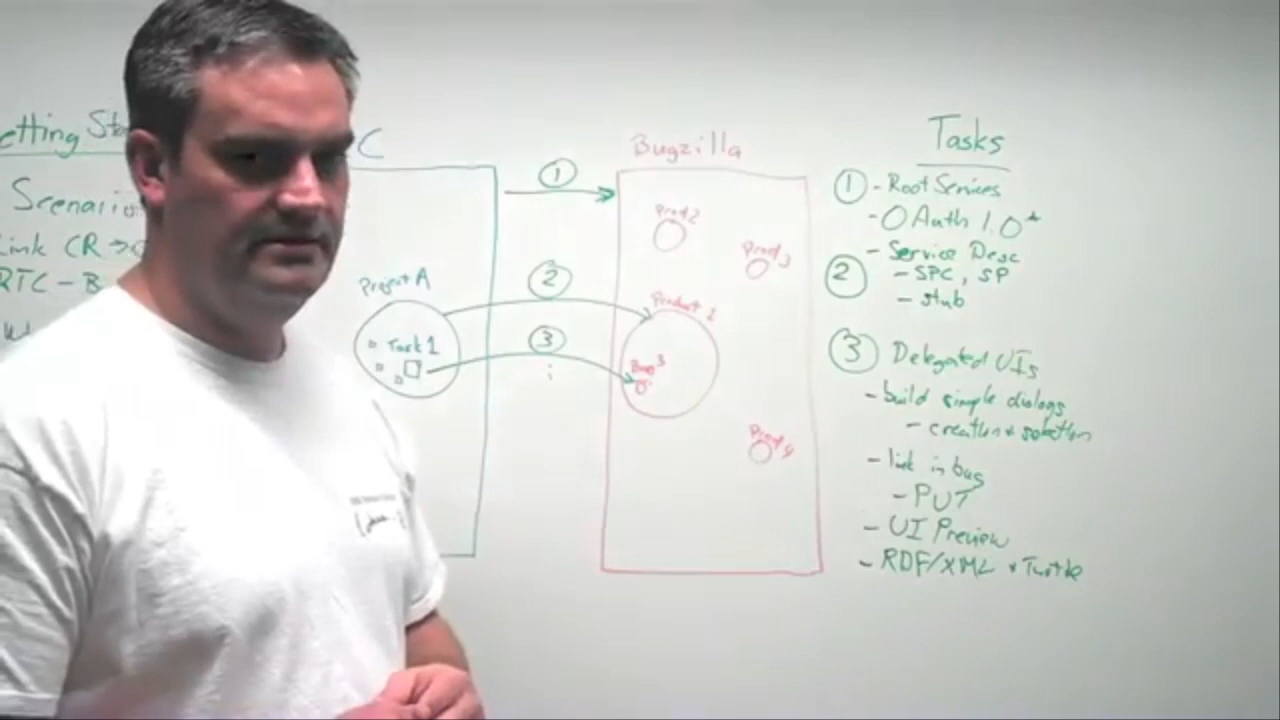 etting Sta
Scenario
Link CR →
RTC - B
C
Project A
Task 1
1
2
3
Bugzilla
Prod 2
Prod 3
Product 1
Bug 3
Prod 4
Tasks
1 - Root Services
- OAuth 1.0*
- Service Desc
2 - SPC, SP
- stub
3 Delegated UIs
- build simple dialogs
- creation + selection
- link in bug
- PUT
- UI Preview
- RDF/XML + Turtle